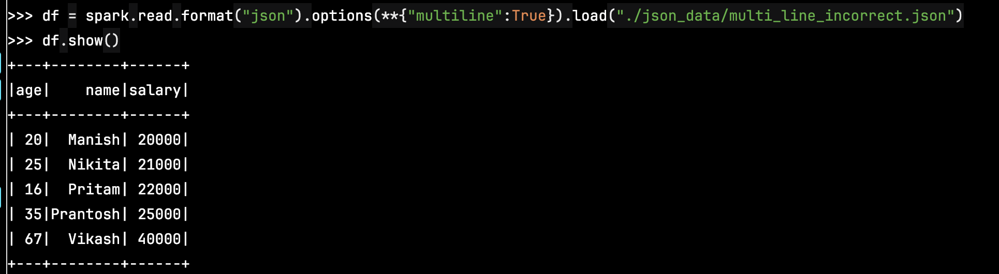 >>> df = spark.read.format("json").options(**{"multiline":True}).load("./json_data/multi_line_incorrect.json")
>>> df.show()
+---+--------+------+
|age|    name|salary|
+---+--------+------+
| 20|  Manish| 20000|
| 25|  Nikita| 21000|
| 16|  Pritam| 22000|
| 35|Prantosh| 25000|
| 67|  Vikash| 40000|
+---+--------+------+